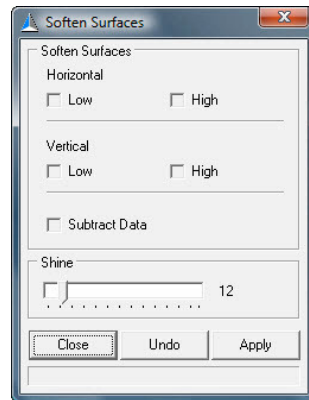 Soften Surfaces
Soften Surfaces
Horizontal
Low High
Vertical
Low High
Subtract Data
Shine
12
Close Undo Apply